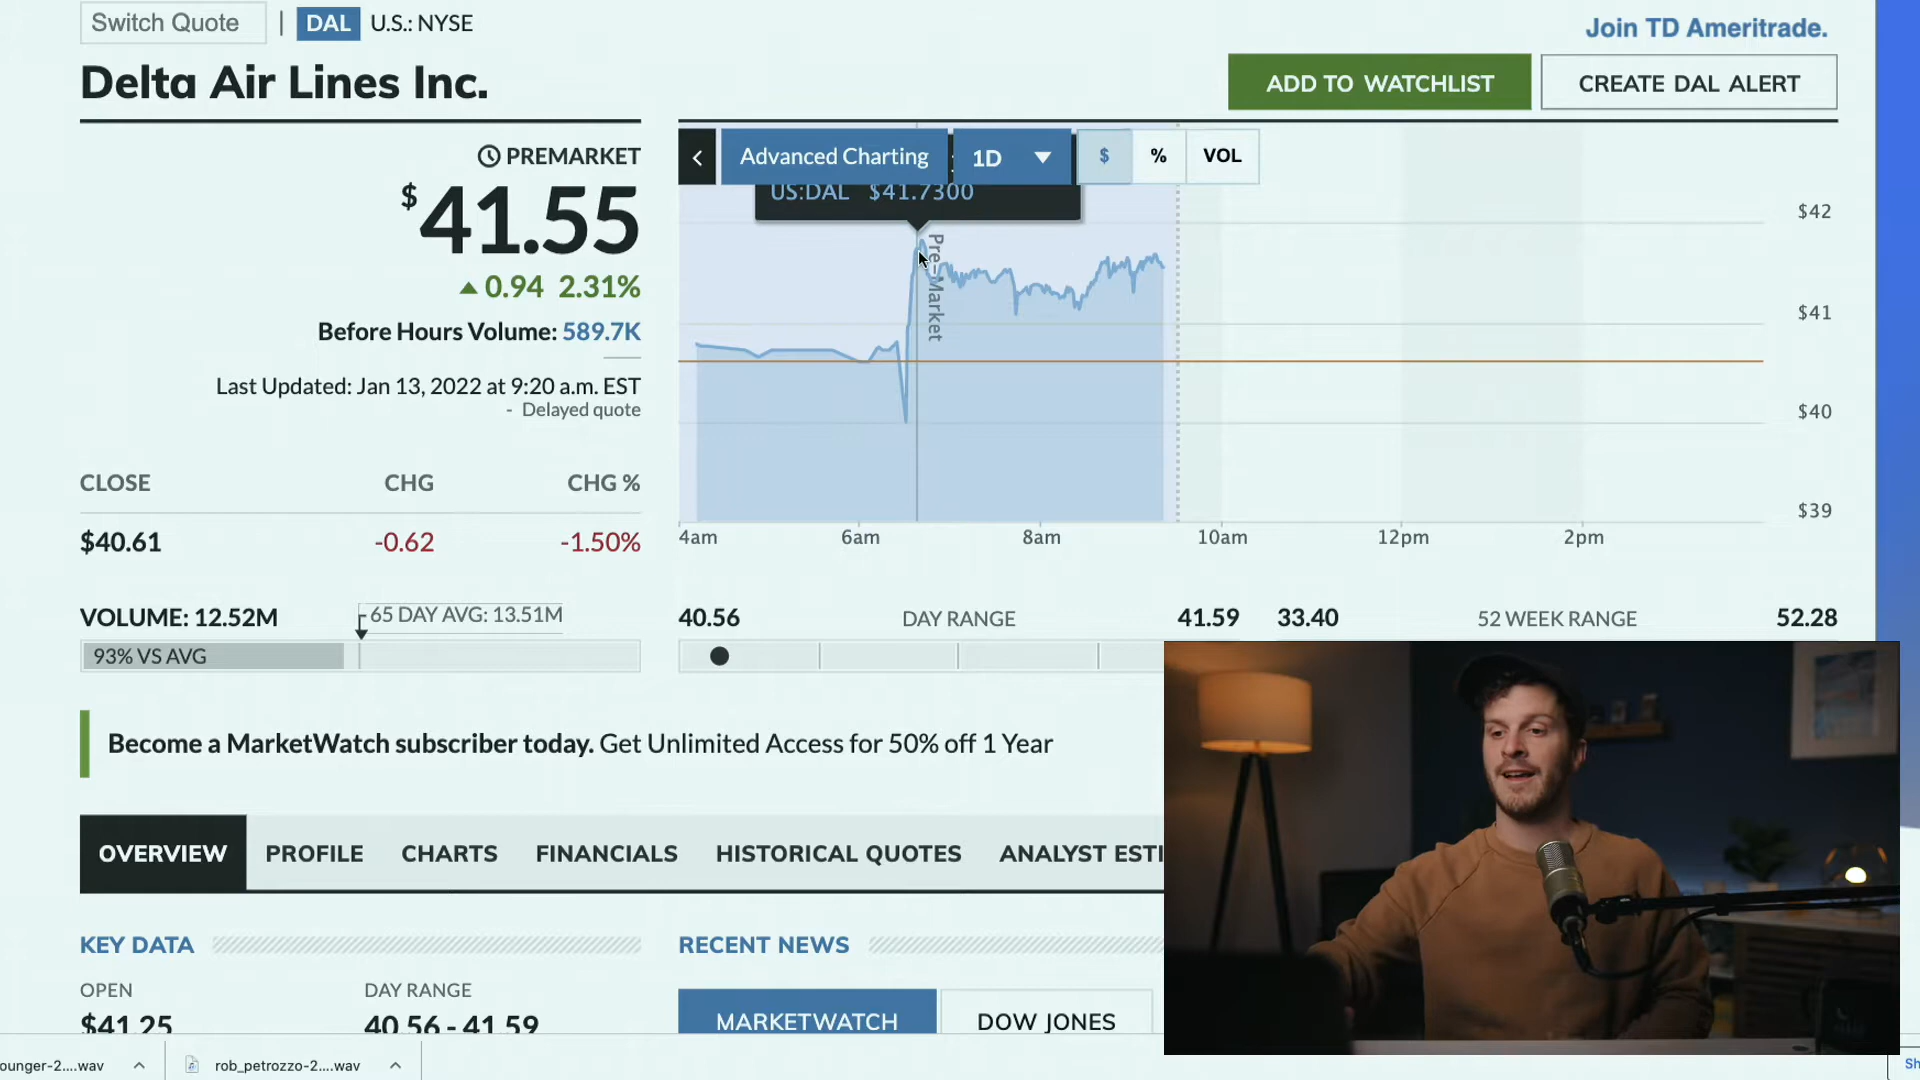 Switch Quote | DAL U.S.: NYSE
Join TD Ameritrade.
Delta Air Lines Inc.
ADD TO WATCHLIST
CREATE DAL ALERT
PREMARKET
$41.55
0.94 2.31%
Before Hours Volume: 589.7K
Last Updated: Jan 13, 2022 at 9:20 a.m. EST
- Delayed quote
CLOSE CHG CHG %
$40.61 -0.62 -1.50%
VOLUME: 12.52M 65 DAY AVG: 13.51M
93% VS AVG
Advanced Charting 1D $ % VOL
US:DAL $41.7300
Pre-Market
$42
$41
$40
$39
4am 6am 8am 10am 12pm 2pm
40.56 DAY RANGE 41.59
33.40 52 WEEK RANGE 52.28
Become a MarketWatch subscriber today. Get Unlimited Access for 50% off 1 Year
OVERVIEW PROFILE CHARTS FINANCIALS HISTORICAL QUOTES ANALYST ESTI
KEY DATA
OPEN DAY RANGE
$41.25 40.56 - 41.59
RECENT NEWS
MARKETWATCH DOW JONES
ounger-2....wav rob_petrozzo-2....wav
Sh